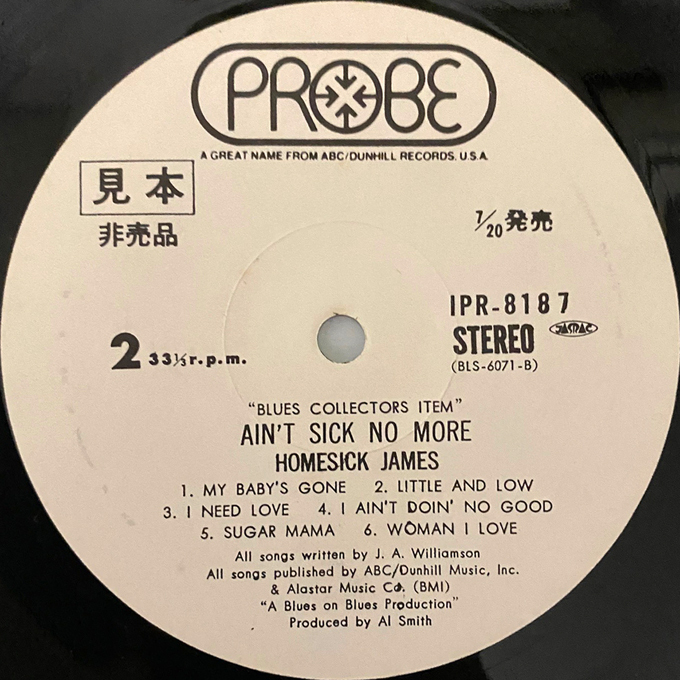 PROBE
A GREAT NAME FROM ABC/DUNHILL RECORDS. U.S.A.
見本
非売品
7/20発売
IPR-8187
2 33⅓r.p.m.
STEREO JASRAC
(BLS-6071-B)
"BLUES COLLECTORS ITEM"
AIN'T SICK NO MORE
HOMESICK JAMES
1. MY BABY'S GONE 2. LITTLE AND LOW
3. I NEED LOVE 4. I AIN'T DOIN' NO GOOD
5. SUGAR MAMA 6. WOMAN I LOVE
All songs written by J. A. Williamson
All songs published by ABC/Dunhill Music, Inc.
& Alastar Music Co. (BMI)
"A Blues on Blues Production"
Produced by Al Smith